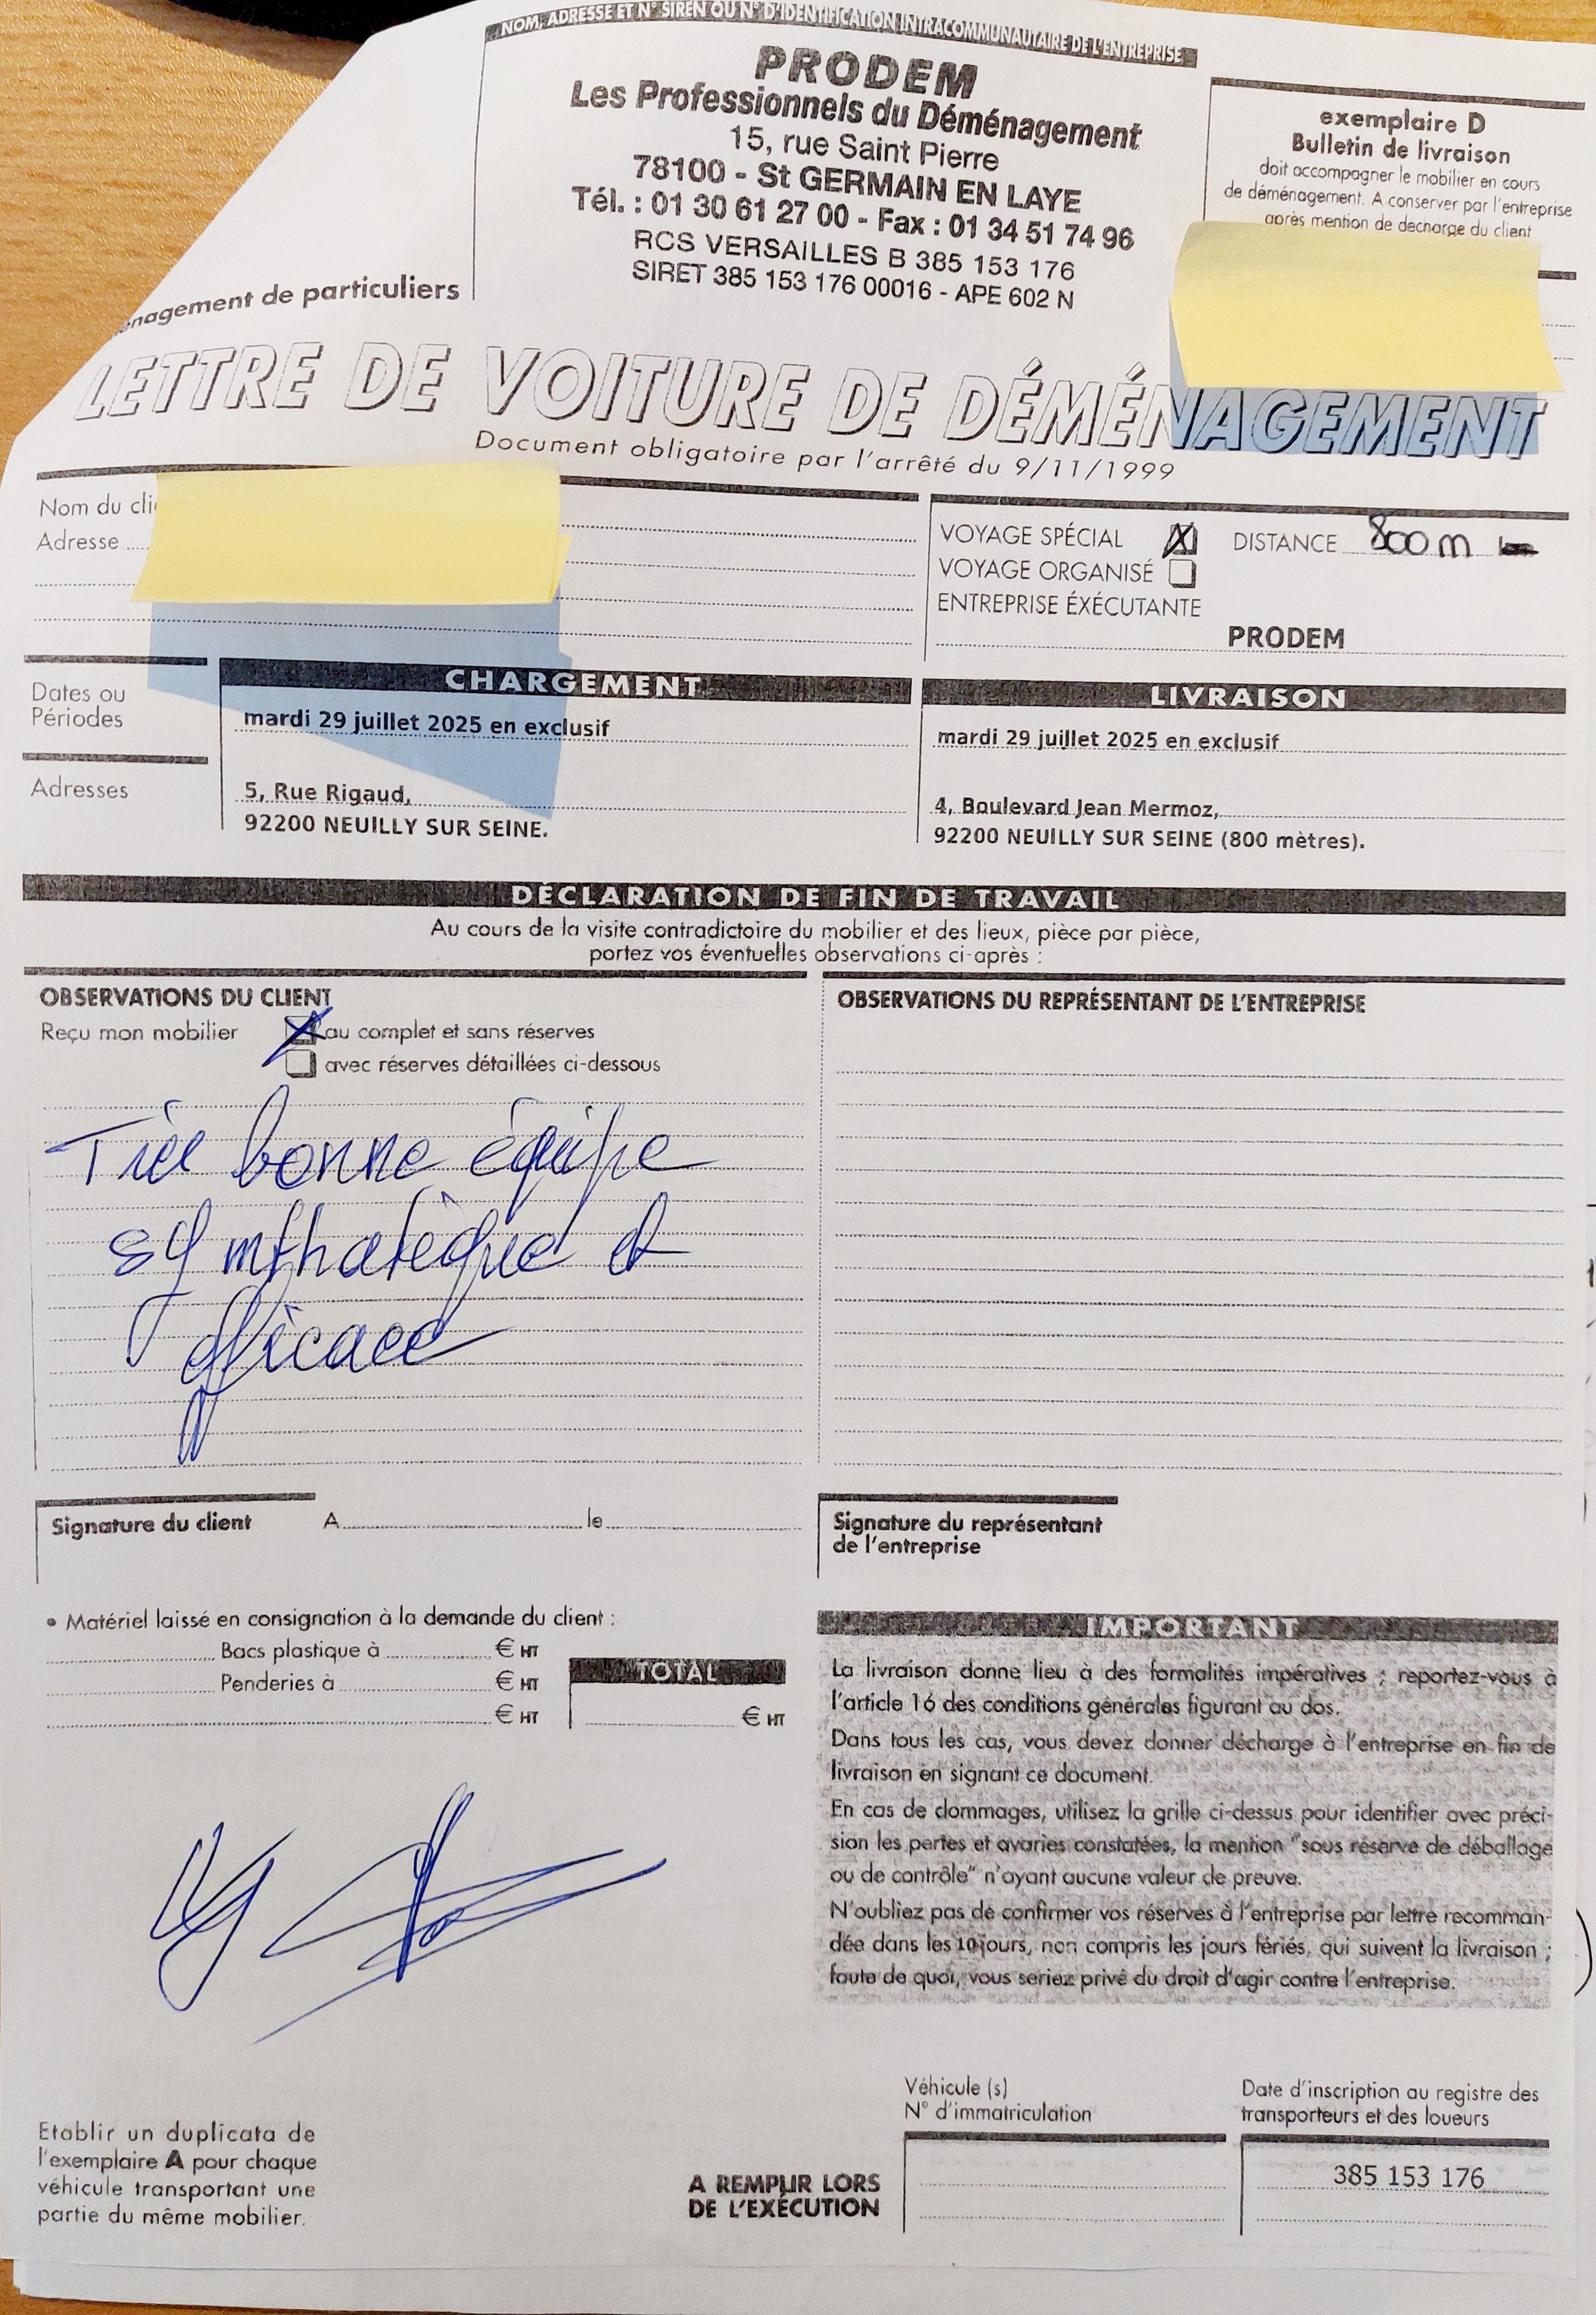 NOM, ADRESSE ET N° SIREN OU N° D'IDENTIFICATION INTRACOMMUNAUTAIRE DE L'ENTREPRISE
PRODEM
Les Professionnels du Déménagement
15, rue Saint Pierre
78100 - St GERMAIN EN LAYE
Tél. : 01 30 61 27 00 - Fax : 01 34 51 74 96
RCS VERSAILLES B 385 153 176
SIRET 385 153 176 00016 - APE 602 N
exemplaire D
Bulletin de livraison
doit accompagner le mobilier en cours
de déménagement. A conserver par l'entreprise
après mention de decharge du client
énagement de particuliers
LETTRE DE VOITURE DE DÉMÉNAGEMENT
Document obligatoire par l'arrêté du 9/11/1999
Nom du clie
Adresse
VOYAGE SPÉCIAL X DISTANCE 800 m
VOYAGE ORGANISÉ
ENTREPRISE ÉXÉCUTANTE
PRODEM
Dates ou
Périodes
CHARGEMENT
mardi 29 juillet 2025 en exclusif
LIVRAISON
mardi 29 juillet 2025 en exclusif
Adresses
5, Rue Rigaud,
92200 NEUILLY SUR SEINE.
4, Boulevard Jean Mermoz,
92200 NEUILLY SUR SEINE (800 mètres).
DÉCLARATION DE FIN DE TRAVAIL
Au cours de la visite contradictoire du mobilier et des lieux, pièce par pièce,
portez vos éventuelles observations ci-après :
OBSERVATIONS DU CLIENT
Reçu mon mobilier X au complet et sans réserves
avec réserves détaillées ci-dessous
Très bonne équipe
sympathique et
efficace
OBSERVATIONS DU REPRÉSENTANT DE L'ENTREPRISE
Signature du client A le
Signature du représentant
de l'entreprise
• Matériel laissé en consignation à la demande du client :
Bacs plastique à € HT
Penderies à € HT
€ HT
TOTAL
€ HT
IMPORTANT
La livraison donne lieu à des formalités impératives ; reportez-vous à
l'article 16 des conditions générales figurant au dos.
Dans tous les cas, vous devez donner décharge à l'entreprise en fin de
livraison en signant ce document.
En cas de dommages, utilisez la grille ci-dessus pour identifier avec préci-
sion les pertes et avaries constatées, la mention "sous réserve de déballage
ou de contrôle" n'ayant aucune valeur de preuve.
N'oubliez pas de confirmer vos réserves à l'entreprise par lettre recomman-
dée dans les 10 jours, non compris les jours fériés, qui suivent la livraison ;
faute de quoi, vous seriez privé du droit d'agir contre l'entreprise.
Etablir un duplicata de
l'exemplaire A pour chaque
véhicule transportant une
partie du même mobilier.
A REMPLIR LORS
DE L'EXÉCUTION
Véhicule (s)
N° d'immatriculation
Date d'inscription au registre des
transporteurs et des loueurs
385 153 176